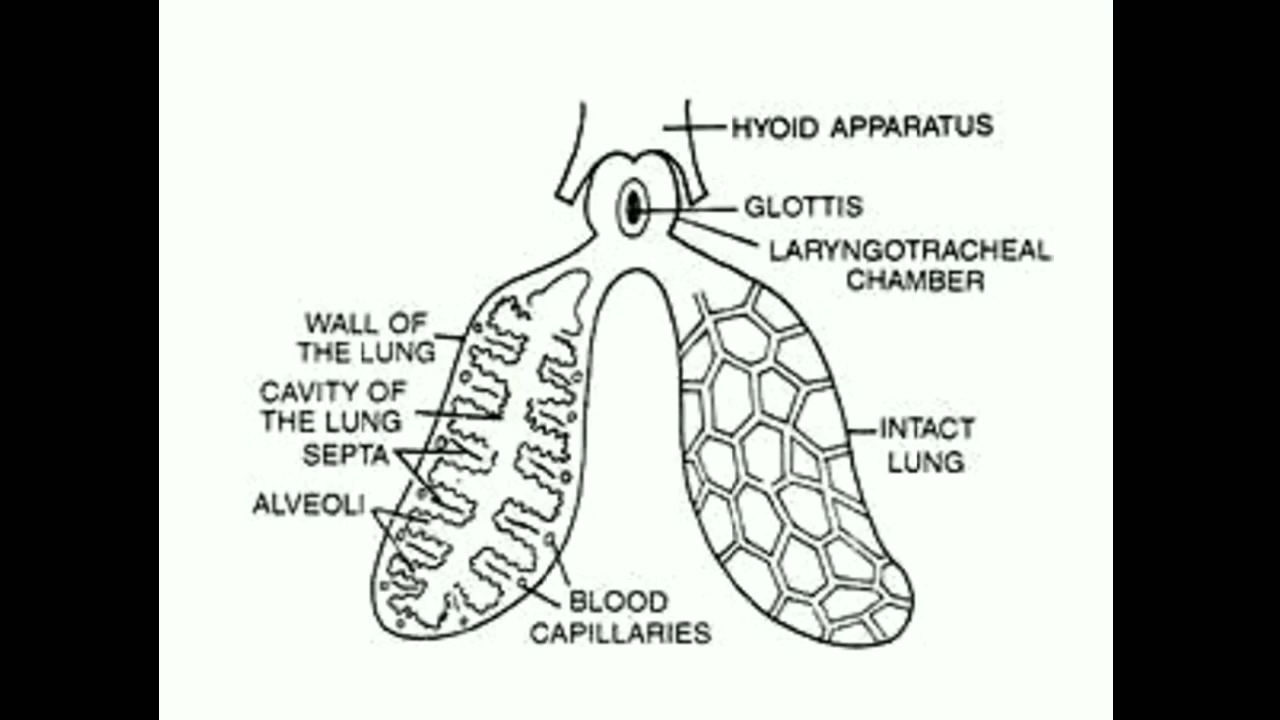 HYOID APPARATUS
GLOTTIS
LARYNGOTRACHEAL
CHAMBER
WALL OF
THE LUNG
CAVITY OF
THE LUNG
SEPTA
ALVEOLI
INTACT
LUNG
BLOOD
CAPILLARIES